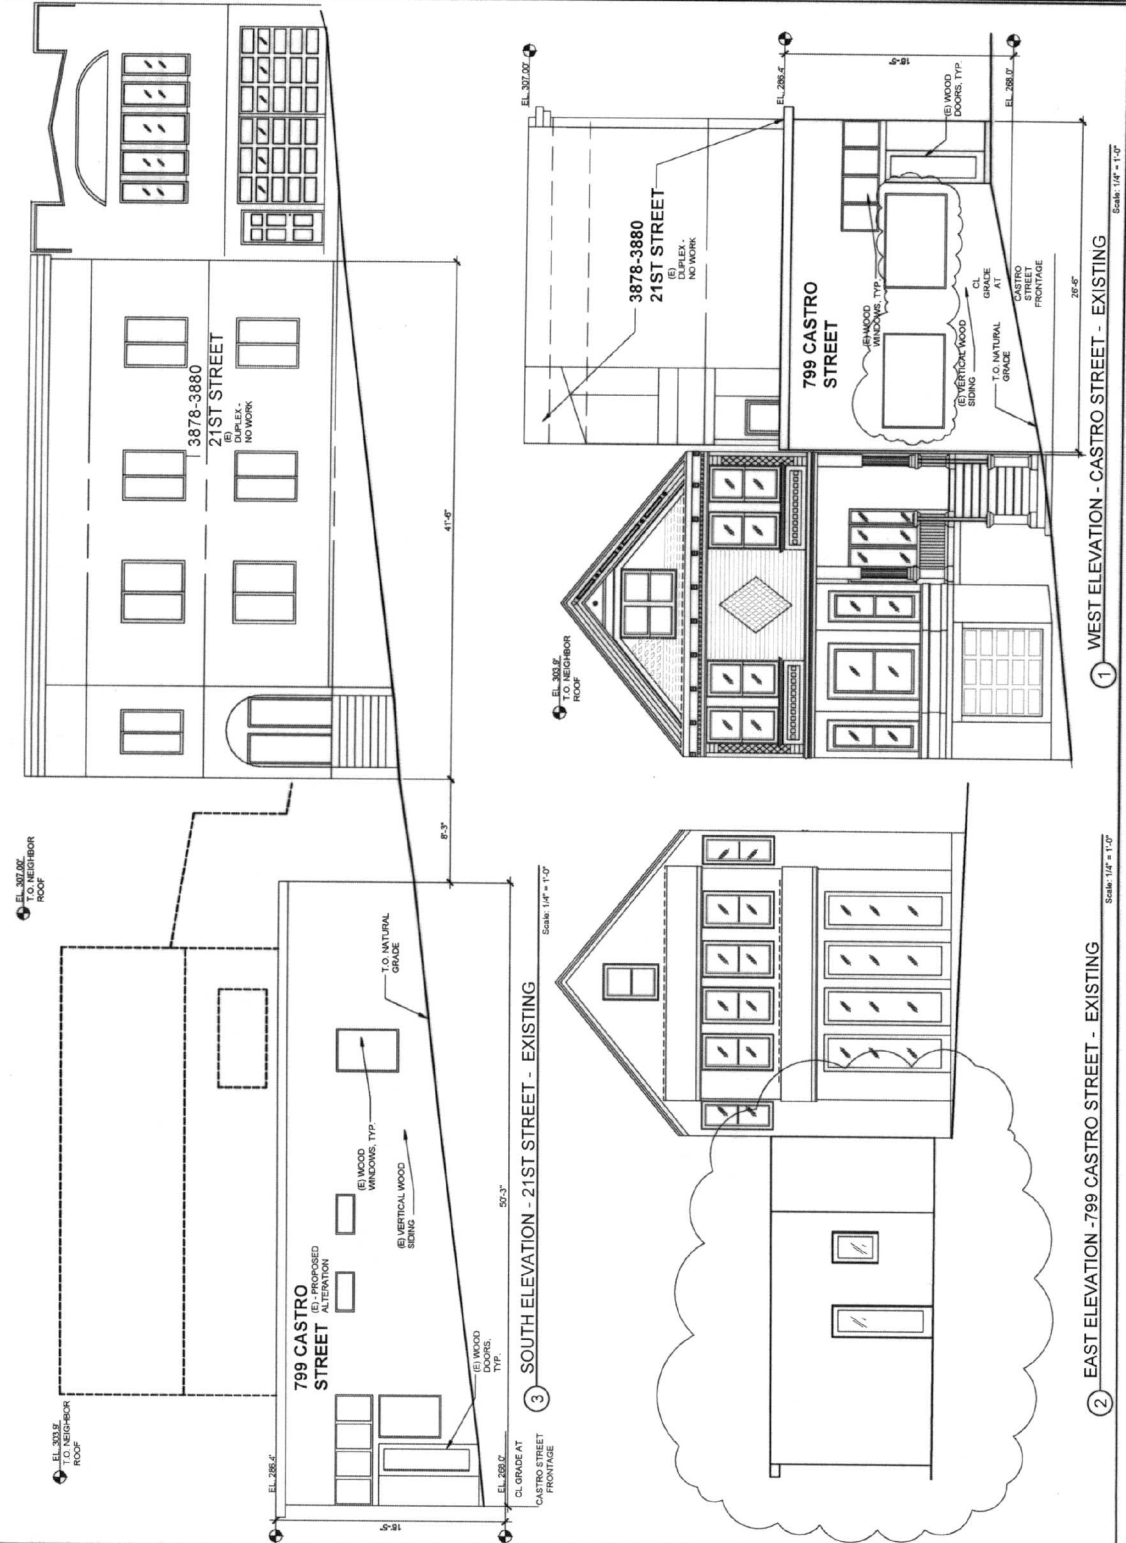 EL. 307.00'
T.O. NEIGHBOR
ROOF
EL. 303.9'
T.O. NEIGHBOR
ROOF
3878-3880
21ST STREET
(E)
DUPLEX -
NO WORK
41'-6"
8'-3"
EL. 286.4'
18'-5"
EL. 268.0'
CL GRADE AT
CASTRO STREET
FRONTAGE
799 CASTRO
STREET
(E) - PROPOSED
ALTERATION
(E) WOOD
WINDOWS, TYP.
(E) VERTICAL WOOD
SIDING
T.O. NATURAL
GRADE
(E) WOOD
DOORS,
TYP.
50'-3"
3
SOUTH ELEVATION - 21ST STREET - EXISTING
Scale: 1/4" = 1'-0"
2
EAST ELEVATION -799 CASTRO STREET - EXISTING
Scale: 1/4" = 1'-0"
EL. 303.9'
T.O. NEIGHBOR
ROOF
EL. 307.00'
3878-3880
21ST STREET
(E)
DUPLEX -
NO WORK
EL. 286.4'
18'-5"
EL. 268.0'
799 CASTRO
STREET
(E) WOOD
WINDOWS, TYP.
(E) VERTICAL WOOD
SIDING
T.O. NATURAL
GRADE
CL
GRADE
AT
CASTRO
STREET
FRONTAGE
(E) WOOD
DOORS, TYP.
26'-6"
1
WEST ELEVATION - CASTRO STREET - EXISTING
Scale: 1/4" = 1'-0"